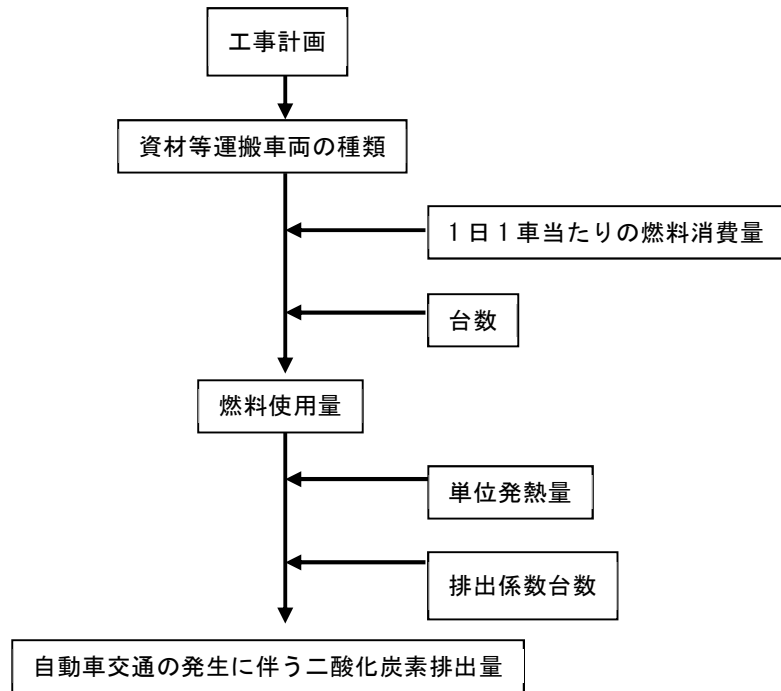 工事計画
資材等運搬車両の種類
1日1車当たりの燃料消費量
台数
燃料使用量
単位発熱量
排出係数台数
自動車交通の発生に伴う二酸化炭素排出量